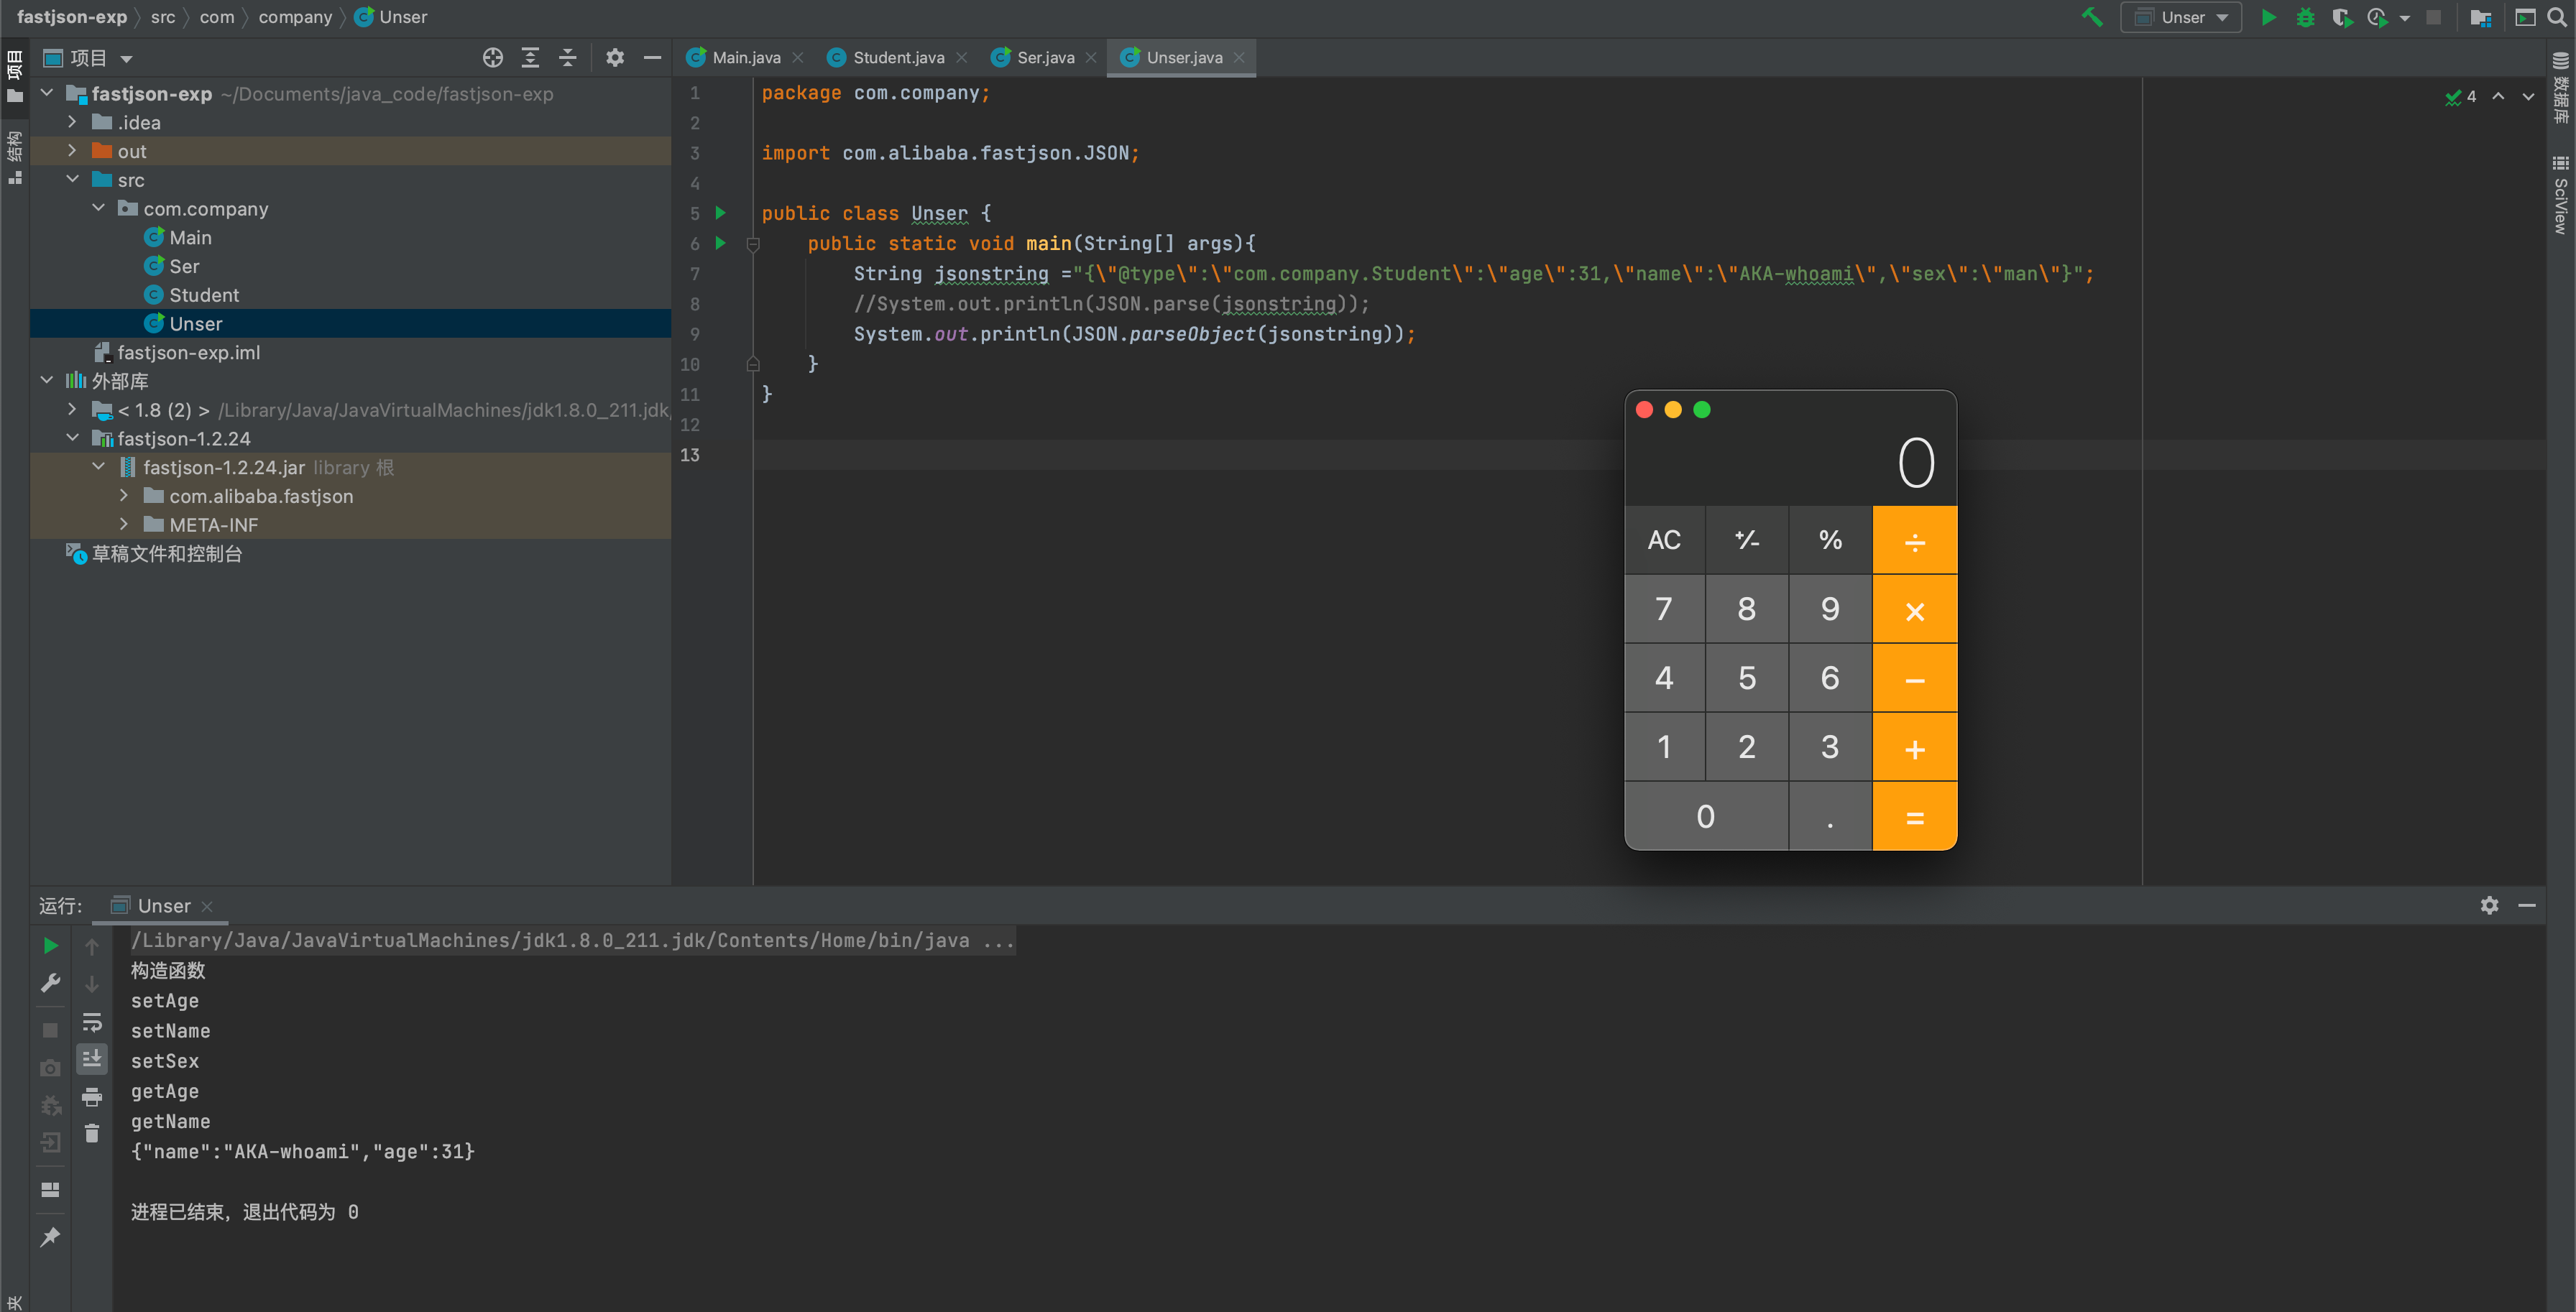 fastjson-exp 〉 src 〉 com 〉 company 〉 Unser
Unser
项目
Main.java
Student.java
Ser.java
Unser.java
项目
结构
fastjson-exp ~/Documents/java_code/fastjson-exp
.idea
out
src
com.company
Main
Ser
Student
Unser
fastjson-exp.iml
外部库
< 1.8 (2) > /Library/Java/JavaVirtualMachines/jdk1.8.0_211.jdk/
fastjson-1.2.24
fastjson-1.2.24.jar library 根
com.alibaba.fastjson
META-INF
草稿文件和控制台
1 package com.company;
2
3 import com.alibaba.fastjson.JSON;
4
5 public class Unser {
6 public static void main(String[] args){
7 String jsonstring ="{\"@type\":\"com.company.Student\":\"age\":31,\"name\":\"AKA-whoami\",\"sex\":\"man\"}";
8 //System.out.println(JSON.parse(jsonstring));
9 System.out.println(JSON.parseObject(jsonstring));
10 }
11 }
12
13
4
数据库
SciView
0
AC +/- % ÷
7 8 9 ×
4 5 6 −
1 2 3 +
0 . =
运行: Unser
/Library/Java/JavaVirtualMachines/jdk1.8.0_211.jdk/Contents/Home/bin/java ...
构造函数
setAge
setName
setSex
getAge
getName
{"name":"AKA-whoami","age":31}
进程已结束，退出代码为 0
夹